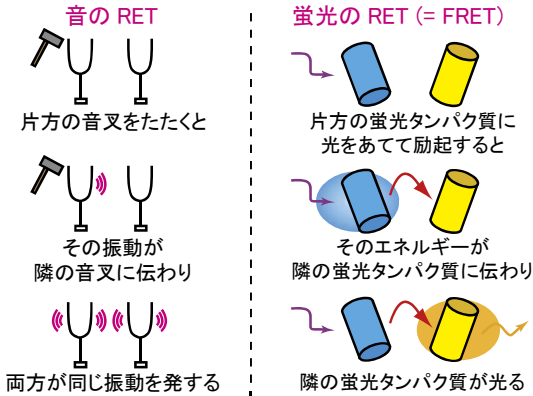 音の RET
片方の音叉をたたくと
その振動が
隣の音叉に伝わり
両方が同じ振動を発する
蛍光の RET (= FRET)
片方の蛍光タンパク質に
光をあてて励起すると
そのエネルギーが
隣の蛍光タンパク質に伝わり
隣の蛍光タンパク質が光る